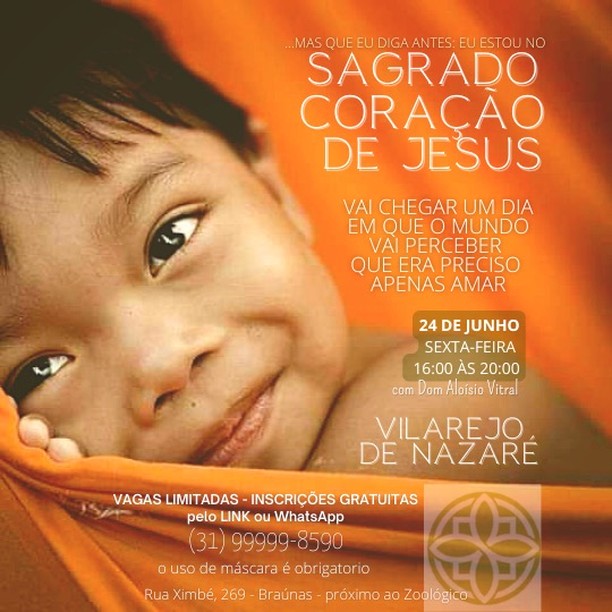 ...MAS QUE EU DIGA ANTES: EU ESTOU NO
SAGRADO
CORAÇÃO
DE JESUS
VAI CHEGAR UM DIA
EM QUE O MUNDO
VAI PERCEBER
QUE ERA PRECISO
APENAS AMAR
24 DE JUNHO
SEXTA-FEIRA
16:00 ÀS 20:00
com Dom Aloísio Vitral
VILAREJO
DE NAZARÉ
VAGAS LIMITADAS - INSCRIÇÕES GRATUITAS
pelo LINK ou WhatsApp
(31) 99999-8590
o uso de máscara é obrigatorio
Rua Ximbé, 269 - Braúnas - próximo ao Zoológico